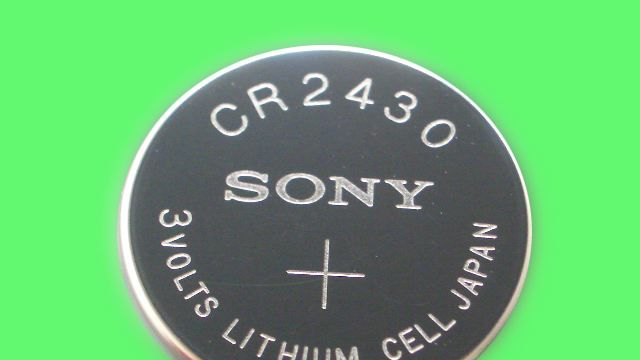 CR2430
SONY
+
3VOLTS LITHIUM CELL JAPAN